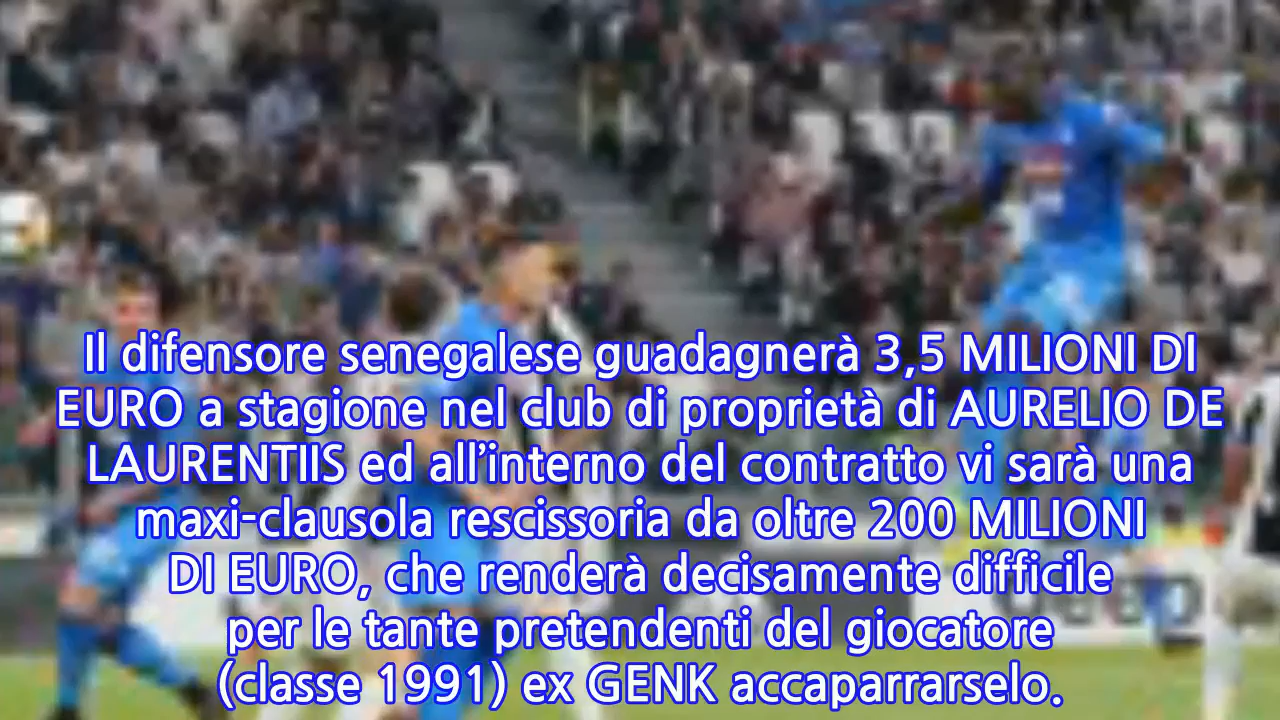 Il difensore senegalese guadagnerà 3,5 MILIONI DI
EURO a stagione nel club di proprietà di AURELIO DE
LAURENTIIS ed all'interno del contratto vi sarà una
maxi-clausola rescissoria da oltre 200 MILIONI
DI EURO, che renderà decisamente difficile
per le tante pretendenti del giocatore
(classe 1991) ex GENK accaparrarselo.